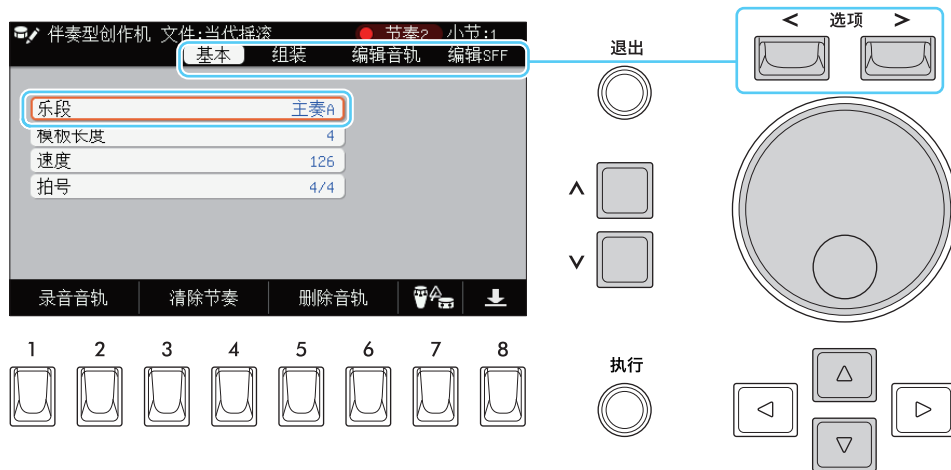 伴奏型创作机 文件:当代摇滚 节奏2 小节:1
基本 组装 编辑音轨 编辑SFF
乐段 主奏A
模板长度 4
速度 126
拍号 4/4
录音音轨 清除节奏 删除音轨
1 2 3 4 5 6 7 8
退出
执行
< 选项 >